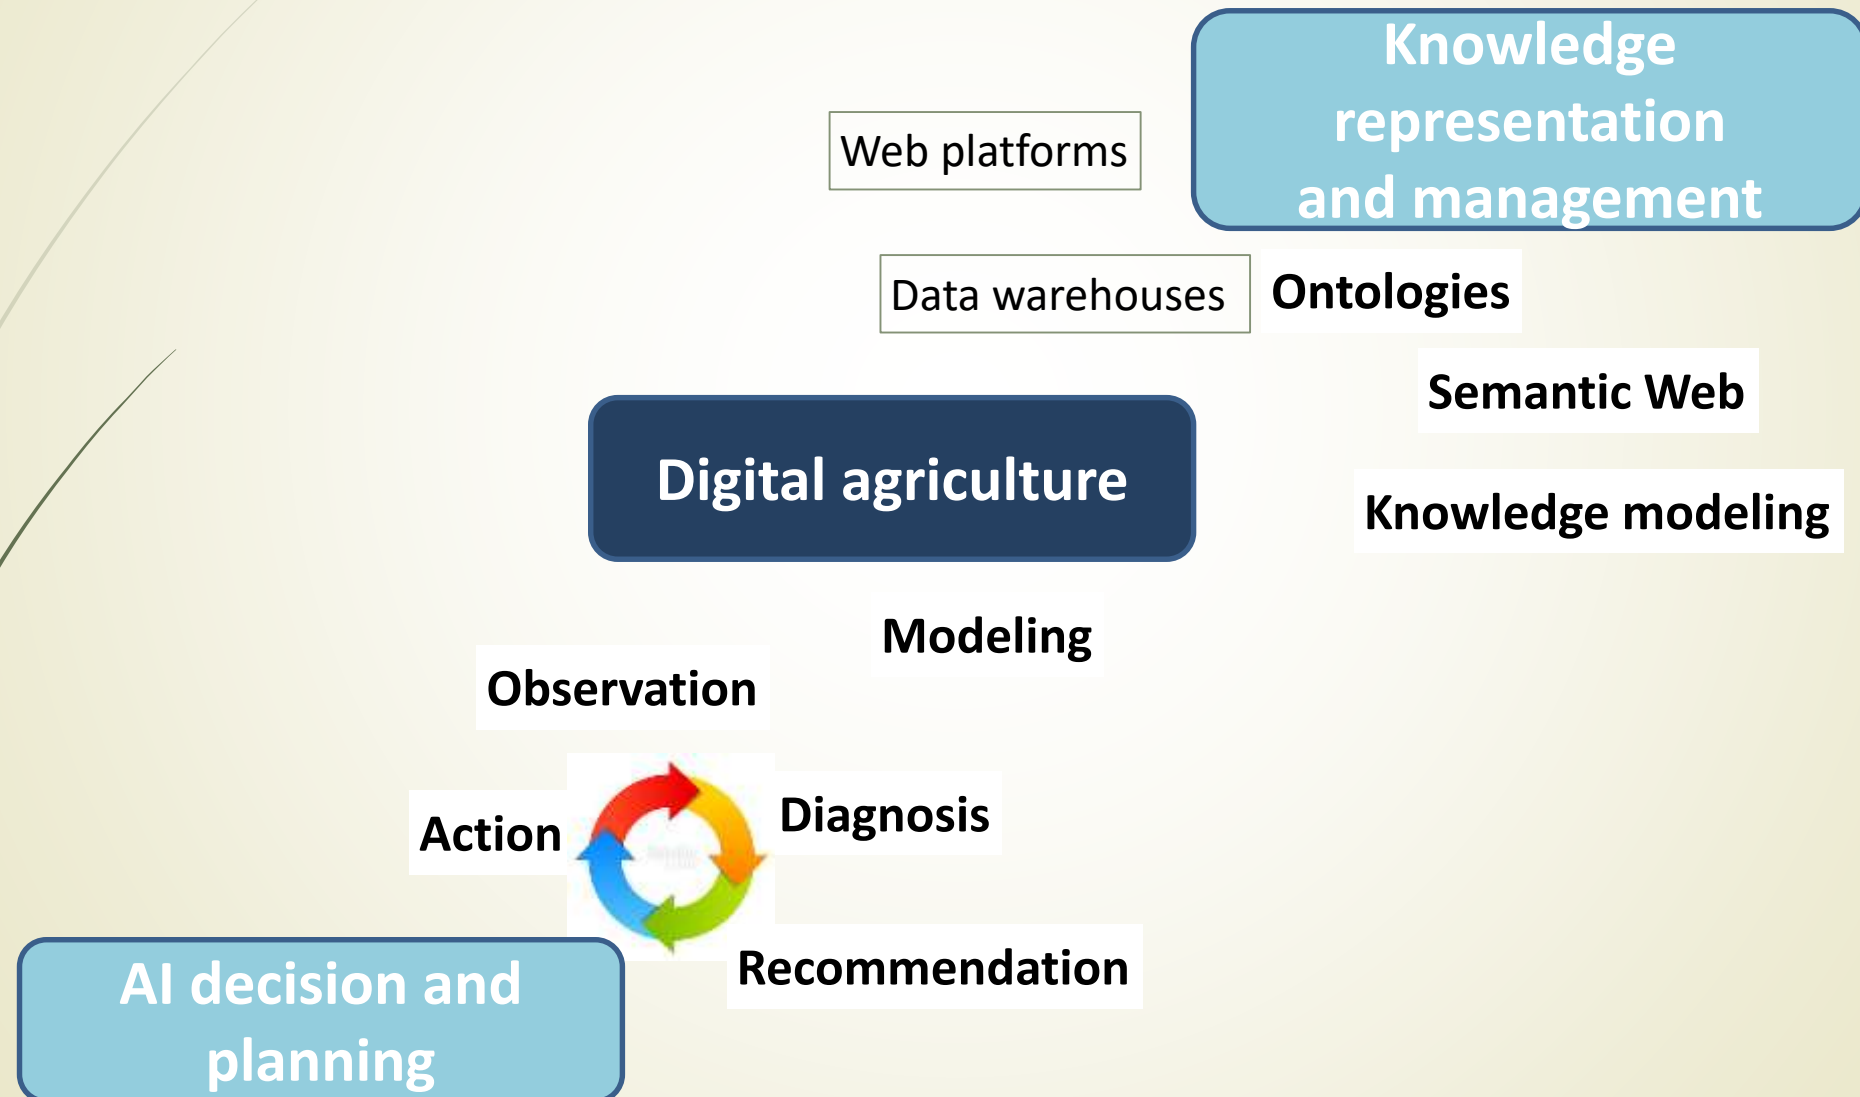 Knowledge
representation
and management
Web platforms
Data warehouses
Ontologies
Semantic Web
Digital agriculture
Knowledge modeling
Modeling
Observation
Diagnosis
Action
Recommendation
AI decision and
planning